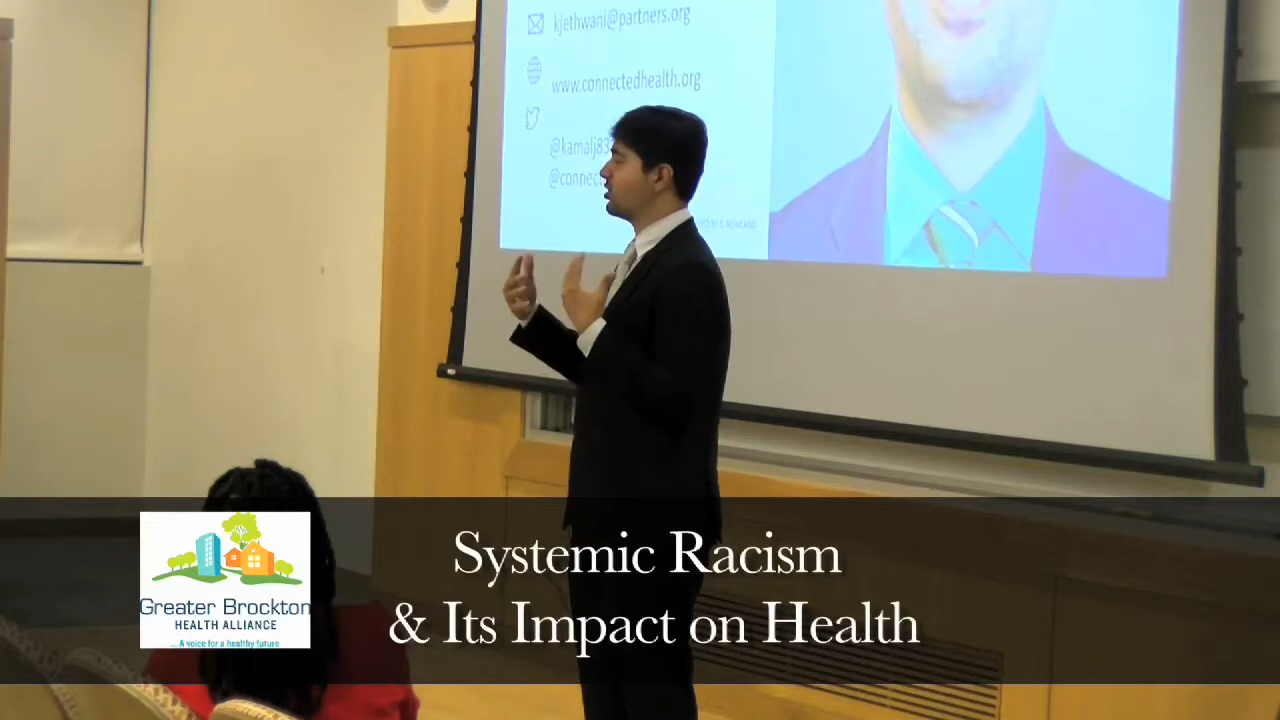 kjethwani@partners.org
www.connectedhealth.org
@kamalj83
@connec
Systemic Racism
& Its Impact on Health
Greater Brockton
HEALTH ALLIANCE
... A voice for a healthy future